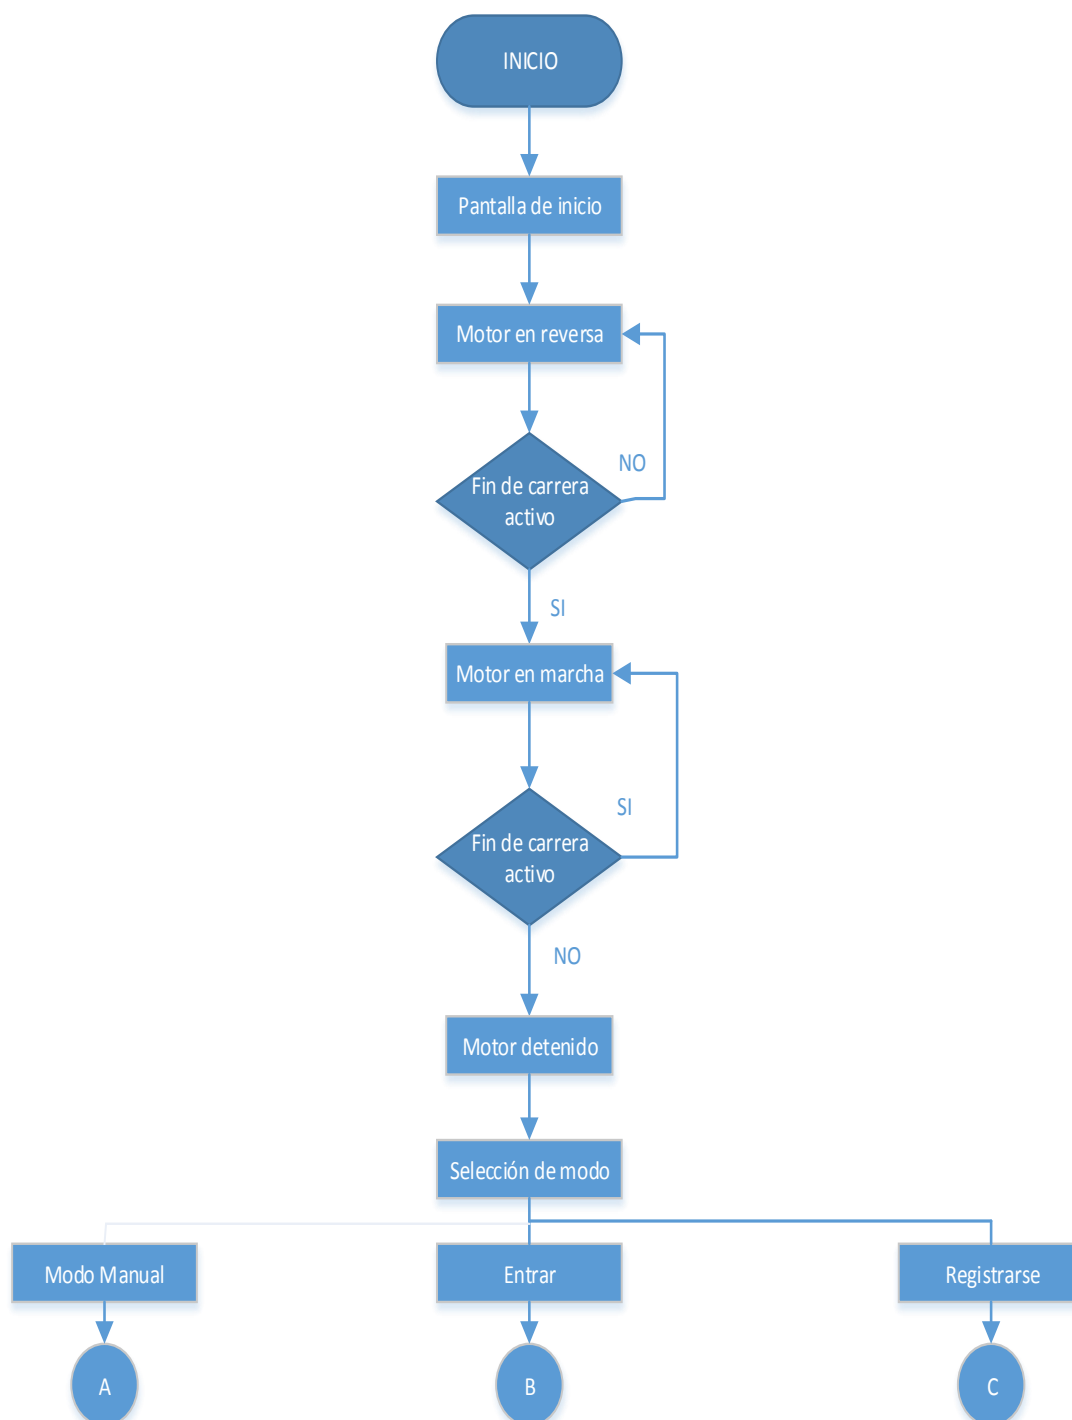 INICIO
Pantalla de inicio
Motor en reversa
NO
Fin de carrera
activo
SI
Motor en marcha
SI
Fin de carrera
activo
NO
Motor detenido
Selección de modo
Modo Manual
Entrar
Registrarse
A
B
C